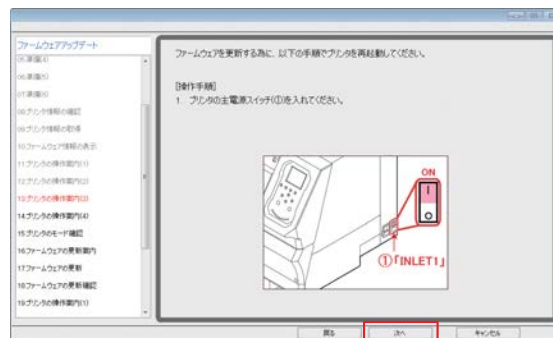 ファームウェアアップデート
05.準備(4)
06.準備(5)
07.準備(6)
08.プリンタ情報の確認
09.プリンタ情報の取得
10.ファームウェア情報の表示
11.プリンタの操作案内(1)
12.プリンタの操作案内(2)
13.プリンタの操作案内(3)
14.プリンタの操作案内(4)
15.プリンタのモード確認
16.ファームウェアの更新案内
17.ファームウェアの更新
18.ファームウェアの更新確認
19.プリンタの操作案内(1)
ファームウェアを更新する為に、以下の手順でプリンタを再起動してください。
[操作手順]
1. プリンタの主電源スイッチ(①)を入れてください。
ON
①「INLET1」
戻る
次へ
キャンセル